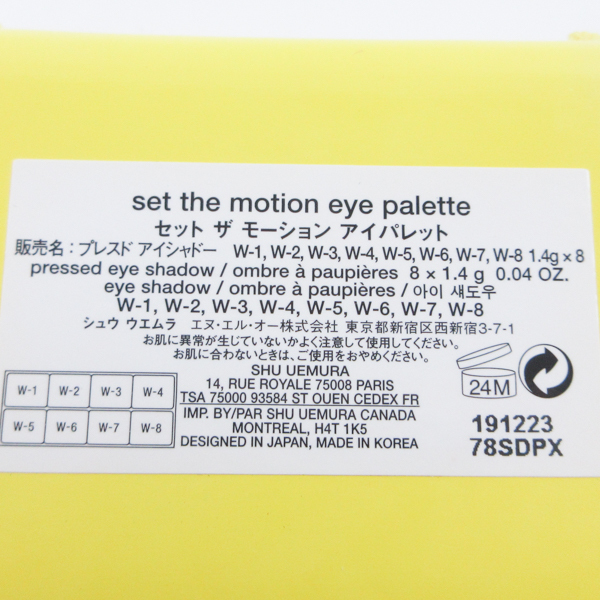 set the motion eye palette
セット ザ モーション アイパレット
販売名：プレスド アイシャドー W-1, W-2, W-3, W-4, W-5, W-6, W-7, W-8 1.4g×8
pressed eye shadow / ombre à paupières 8 × 1.4 g 0.04 OZ.
eye shadow / ombre à paupières / 아이 섀도우
W-1, W-2, W-3, W-4, W-5, W-6, W-7, W-8
シュウ ウエムラ エヌ･エル･オー株式会社 東京都新宿区西新宿3-7-1
お肌に異常が生じていないかよく注意して使用してください。
お肌に合わないときは、ご使用をおやめください。
SHU UEMURA
14, RUE ROYALE 75008 PARIS
TSA 75000 93584 ST OUEN CEDEX FR
IMP. BY/PAR SHU UEMURA CANADA
MONTREAL, H4T 1K5
DESIGNED IN JAPAN, MADE IN KOREA
W-1 W-2 W-3 W-4
W-5 W-6 W-7 W-8
24M
191223
78SDPX